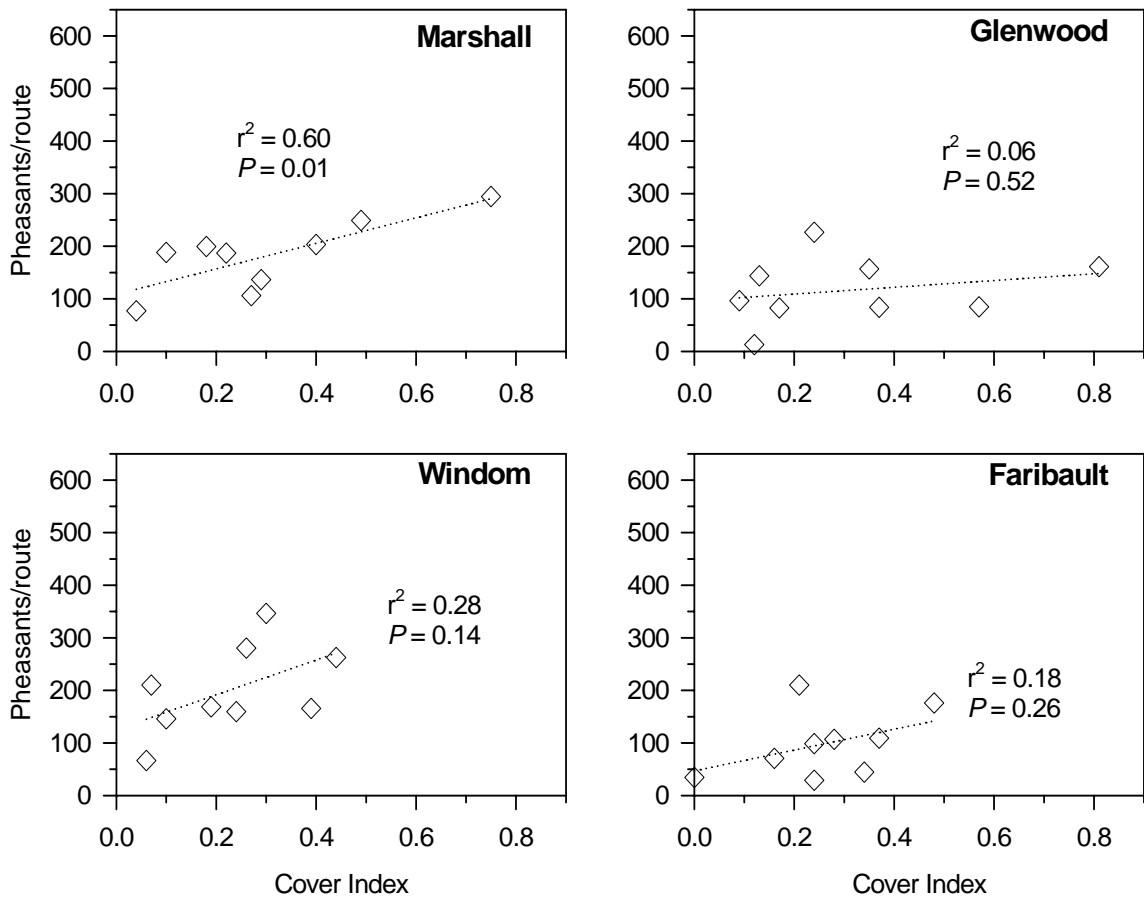 Marshall
r² = 0.60
P = 0.01
Pheasants/route
600
500
400
300
200
100
0
0.0 0.2 0.4 0.6 0.8
Glenwood
r² = 0.06
P = 0.52
600
500
400
300
200
100
0
0.0 0.2 0.4 0.6 0.8
Windom
r² = 0.28
P = 0.14
Pheasants/route
600
500
400
300
200
100
0
0.0 0.2 0.4 0.6 0.8
Cover Index
Faribault
r² = 0.18
P = 0.26
600
500
400
300
200
100
0
0.0 0.2 0.4 0.6 0.8
Cover Index